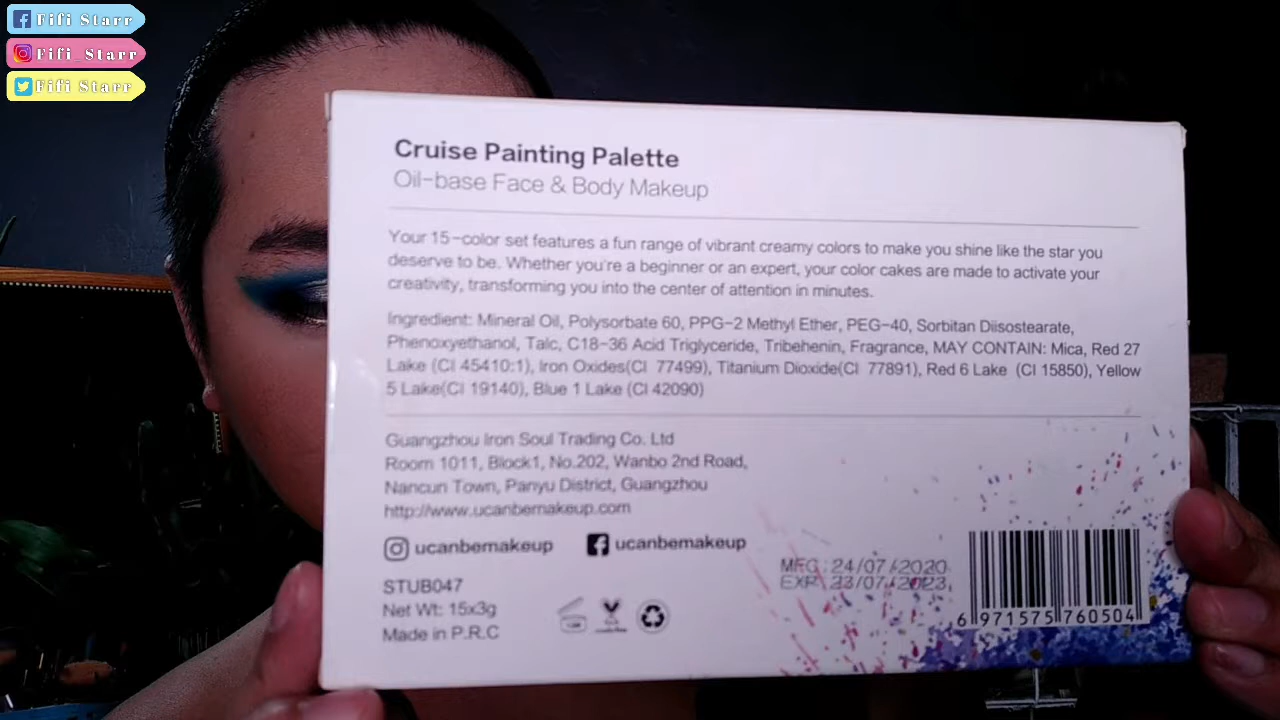 Fifi Starr
Fifi_Starr
Fifi Starr
Cruise Painting Palette
Oil-base Face & Body Makeup
Your 15-color set features a fun range of vibrant creamy colors to make you shine like the star you
deserve to be. Whether you're a beginner or an expert, your color cakes are made to activate your
creativity, transforming you into the center of attention in minutes.
Ingredient: Mineral Oil, Polysorbate 60, PPG-2 Methyl Ether, PEG-40, Sorbitan Diisostearate,
Phenoxyethanol, Talc, C18-36 Acid Triglyceride, Tribehenin, Fragrance, MAY CONTAIN: Mica, Red 27
Lake (CI 45410:1), Iron Oxides(CI 77499), Titanium Dioxide(CI 77891), Red 6 Lake (CI 15850), Yellow
5 Lake(CI 19140), Blue 1 Lake (CI 42090)
Guangzhou Iron Soul Trading Co. Ltd
Room 1011, Block1, No.202, Wanbo 2nd Road,
Nancun Town, Panyu District, Guangzhou
http://www.ucanbemakeup.com
ucanbemakeup
ucanbemakeup
MFG : 24/07/2020
EXP : 23/07/2023
STUB047
Net Wt: 15x3g
Made in P.R.C
6 971575 760504